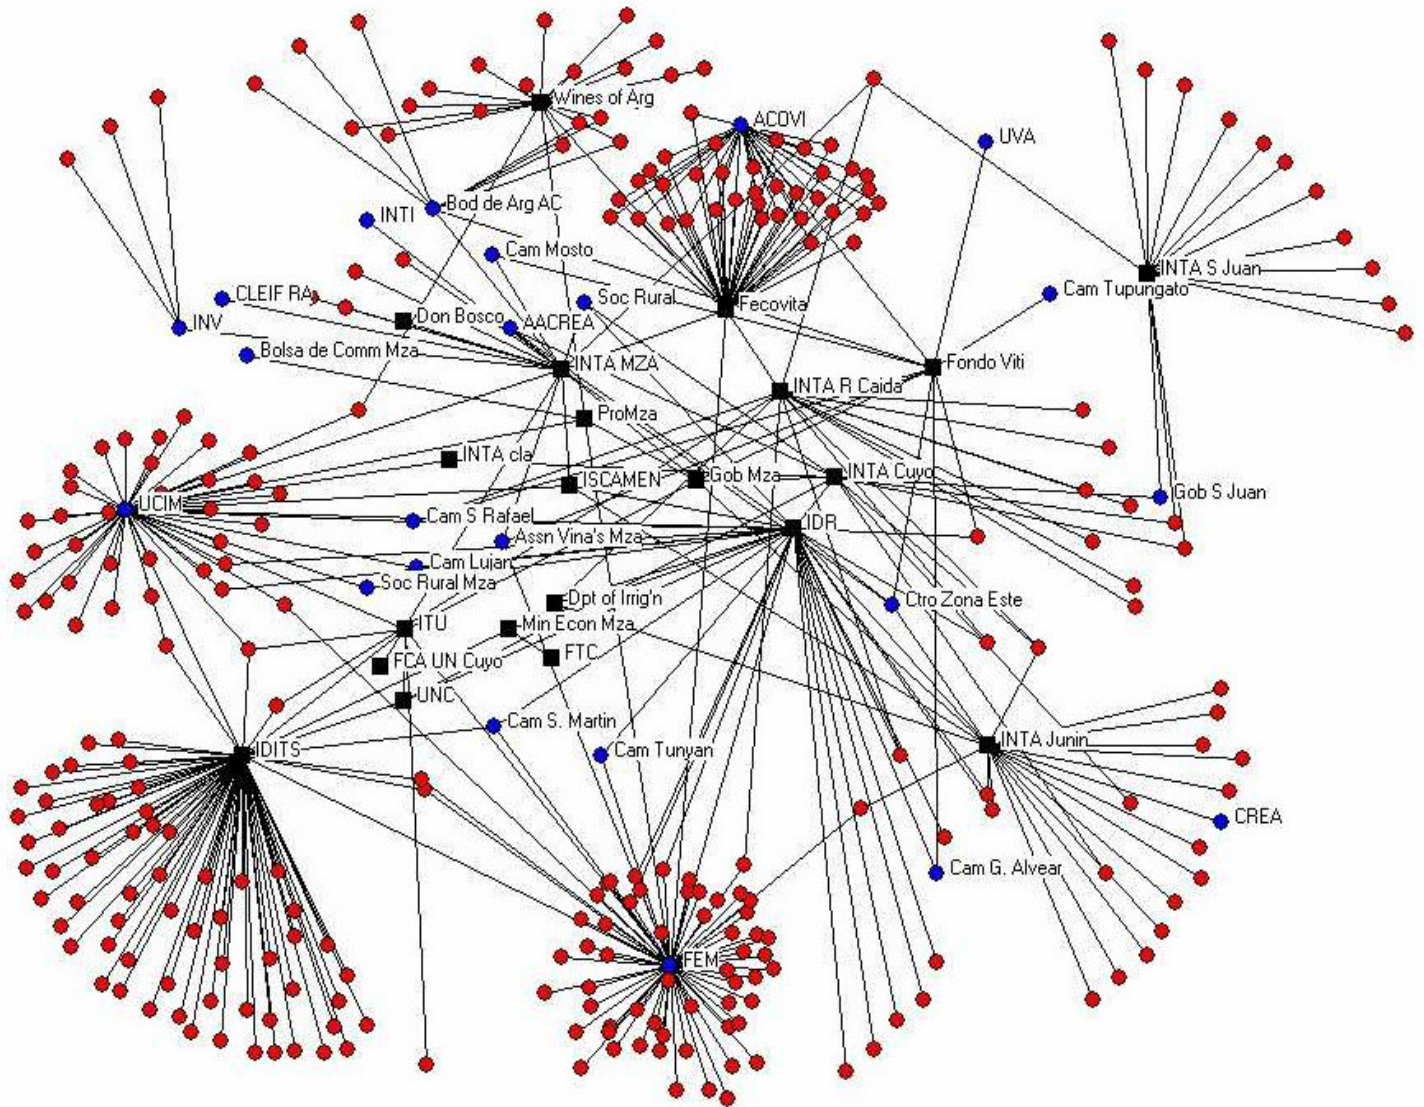 Wines of Arg
ACOVI
UVA
Bod de Arg AC
INTI
Cam Mosto
INTA S Juan
Cam Tupungato
CLEIF RA
Soc Rural
Fecovita
INV
Don Bosco
AACREA
Bolsa de Comm Mza
INTA MZA
Fondo Viti
INTA R Caida
ProMza
INTA cla
ISCAMEN
Gob Mza
INTA Cuyo
Gob S Juan
UCIM
Cam S Rafael
IDR
Assn Vina's Mza
Cam Lujan
Soc Rural Mza
Dpt of Irrig'n
Ctro Zona Este
ITU
Min Econ Mza
FCA UN Cuyo
FTC
UNC
Cam S. Martin
IDITS
Cam Tunyan
INTA Junin
CREA
Cam G. Alvear
FEM